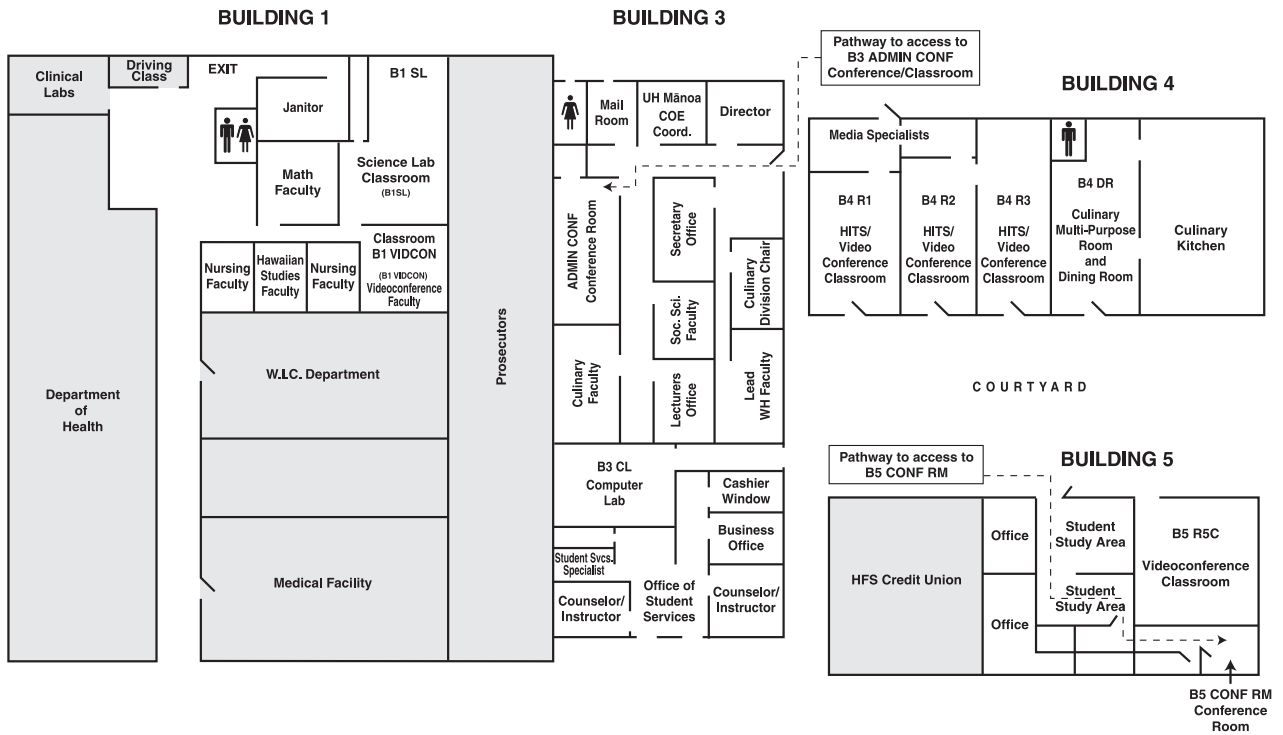 BUILDING 1
Clinical
Labs
Driving
Class
EXIT
Janitor
B1 SL
Math
Faculty
Science Lab
Classroom
(B1SL)
Nursing
Faculty
Hawaiian
Studies
Faculty
Nursing
Faculty
Classroom
B1 VIDCON
(B1 VIDCON)
Videoconference
Faculty
Department
of
Health
W.I.C. Department
Medical Facility
Prosecutors
BUILDING 3
Pathway to access to
B3 ADMIN CONF
Conference/Classroom
Mail
Room
UH Mānoa
COE
Coord.
Director
ADMIN CONF
Conference Room
Secretary
Office
Culinary
Division Chair
Soc. Sci.
Faculty
Culinary
Faculty
Lecturers
Office
Lead
WH Faculty
B3 CL
Computer
Lab
Cashier
Window
Business
Office
Student Svcs.
Specialist
Counselor/
Instructor
Office of
Student
Services
Counselor/
Instructor
BUILDING 4
Media Specialists
B4 R1
HITS/
Video
Conference
Classroom
B4 R2
HITS/
Video
Conference
Classroom
B4 R3
HITS/
Video
Conference
Classroom
B4 DR
Culinary
Multi-Purpose
Room
and
Dining Room
Culinary
Kitchen
COURTYARD
Pathway to access to
B5 CONF RM
BUILDING 5
HFS Credit Union
Office
Office
Student
Study Area
Student
Study Area
B5 R5C
Videoconference
Classroom
B5 CONF RM
Conference
Room